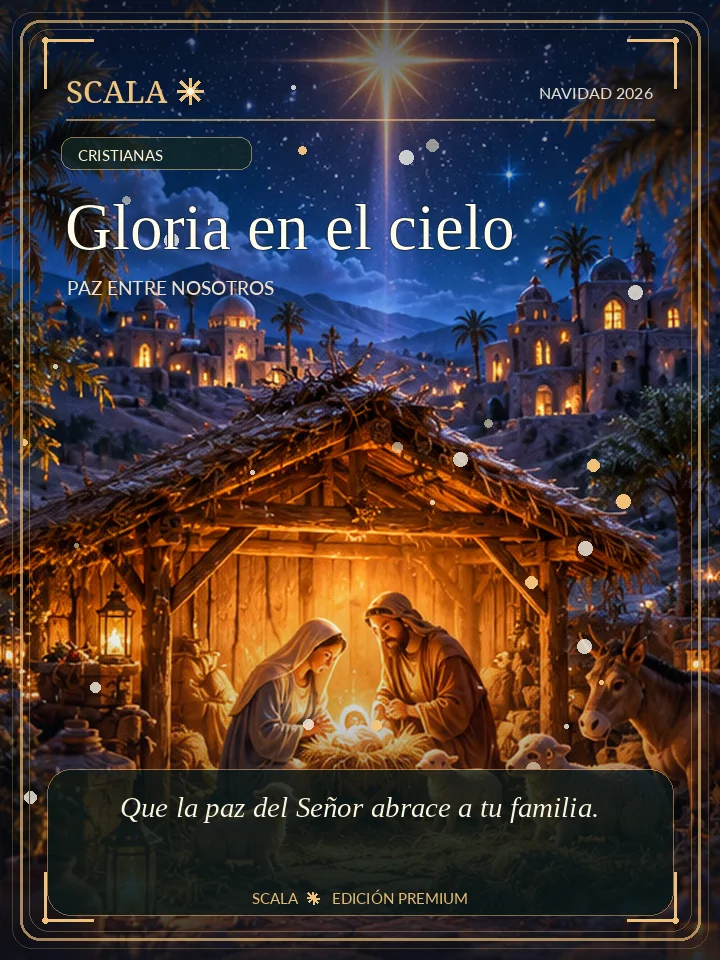 SCALA
NAVIDAD 2026
CRISTIANAS
Gloria en el cielo
PAZ ENTRE NOSOTROS
Que la paz del Señor abrace a tu familia.
SCALA EDICIÓN PREMIUM